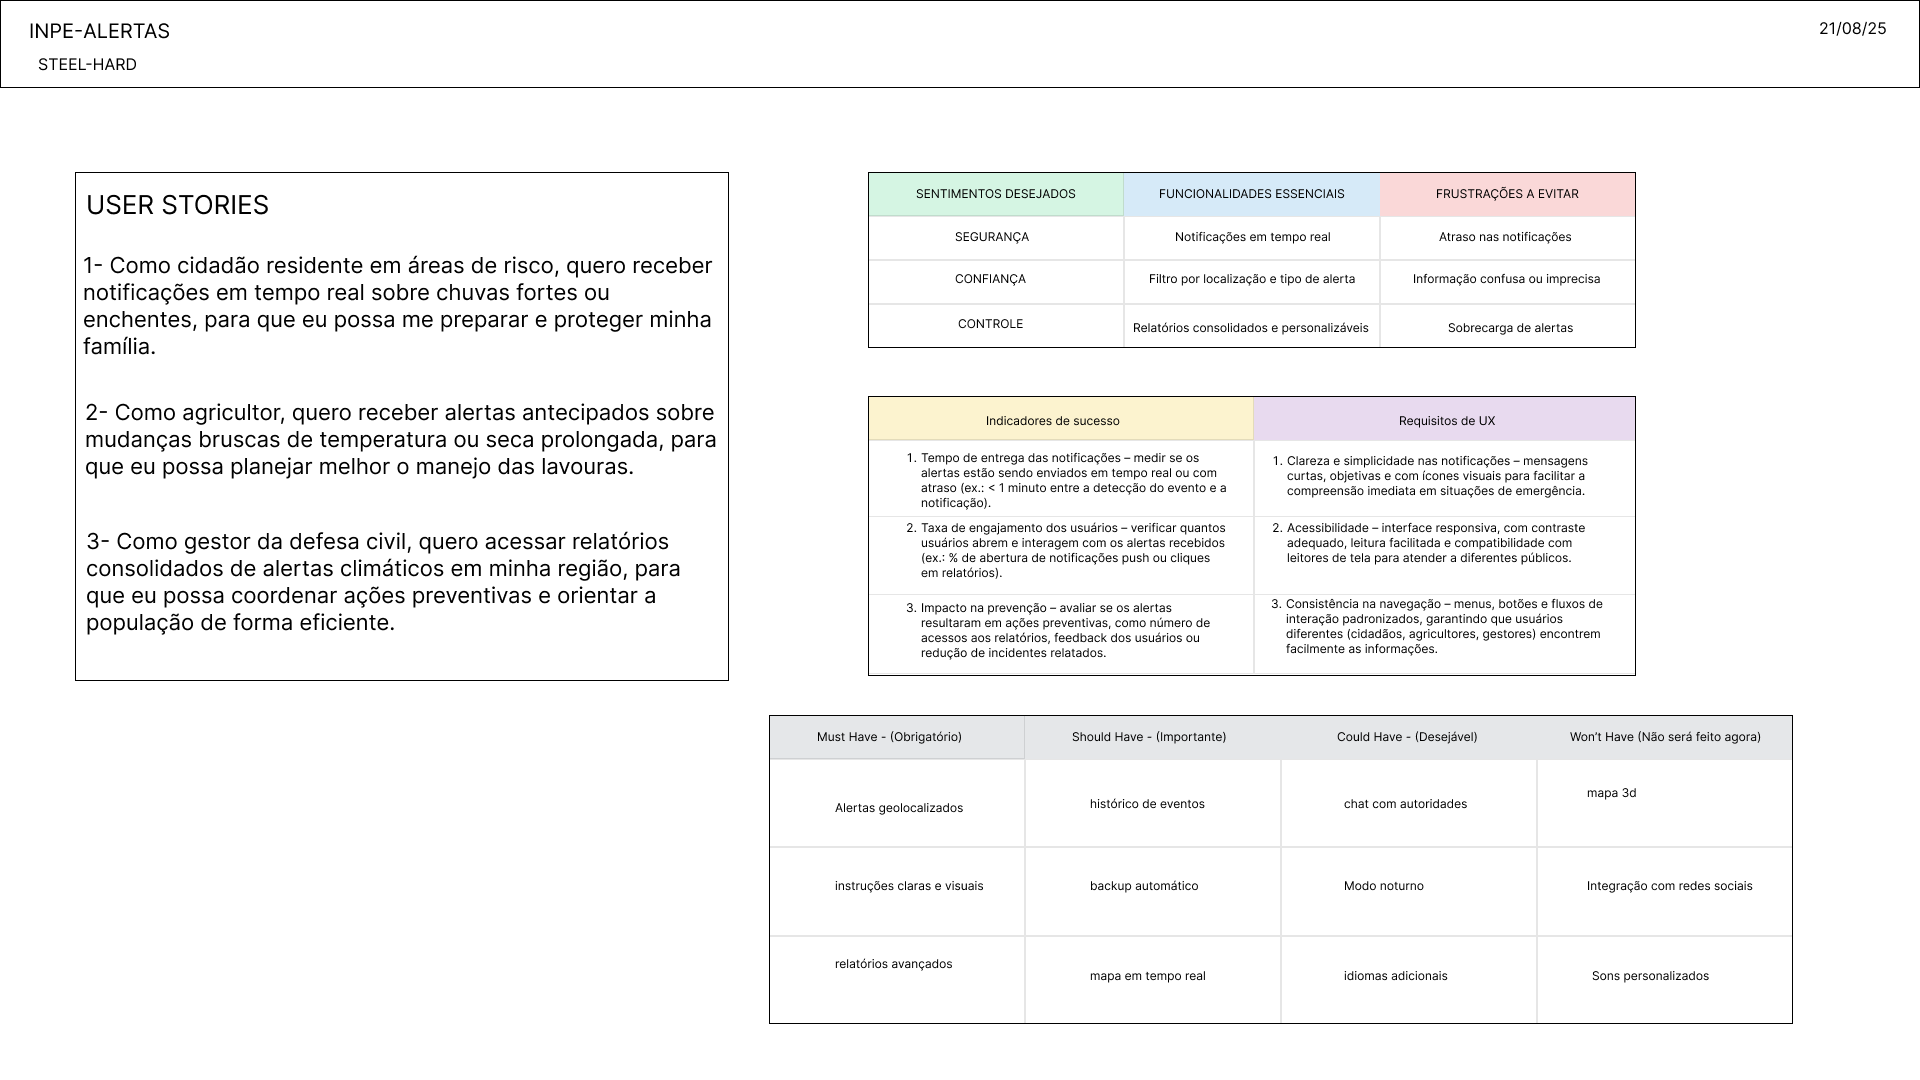 INPE-ALERTAS
STEEL-HARD
21/08/25
USER STORIES
1- Como cidadão residente em áreas de risco, quero receber
notificações em tempo real sobre chuvas fortes ou
enchentes, para que eu possa me preparar e proteger minha
família.
2- Como agricultor, quero receber alertas antecipados sobre
mudanças bruscas de temperatura ou seca prolongada, para
que eu possa planejar melhor o manejo das lavouras.
3- Como gestor da defesa civil, quero acessar relatórios
consolidados de alertas climáticos em minha região, para
que eu possa coordenar ações preventivas e orientar a
população de forma eficiente.
SENTIMENTOS DESEJADOS
FUNCIONALIDADES ESSENCIAIS
FRUSTRAÇÕES A EVITAR
SEGURANÇA
Notificações em tempo real
Atraso nas notificações
CONFIANÇA
Filtro por localização e tipo de alerta
Informação confusa ou imprecisa
CONTROLE
Relatórios consolidados e personalizáveis
Sobrecarga de alertas
Indicadores de sucesso
Requisitos de UX
1. Tempo de entrega das notificações – medir se os
alertas estão sendo enviados em tempo real ou com
atraso (ex.: < 1 minuto entre a detecção do evento e a
notificação).
1. Clareza e simplicidade nas notificações – mensagens
curtas, objetivas e com ícones visuais para facilitar a
compreensão imediata em situações de emergência.
2. Taxa de engajamento dos usuários – verificar quantos
usuários abrem e interagem com os alertas recebidos
(ex.: % de abertura de notificações push ou cliques
em relatórios).
2. Acessibilidade – interface responsiva, com contraste
adequado, leitura facilitada e compatibilidade com
leitores de tela para atender a diferentes públicos.
3. Impacto na prevenção – avaliar se os alertas
resultaram em ações preventivas, como número de
acessos aos relatórios, feedback dos usuários ou
redução de incidentes relatados.
3. Consistência na navegação – menus, botões e fluxos de
interação padronizados, garantindo que usuários
diferentes (cidadãos, agricultores, gestores) encontrem
facilmente as informações.
Must Have - (Obrigatório)
Should Have - (Importante)
Could Have - (Desejável)
Won't Have (Não será feito agora)
Alertas geolocalizados
histórico de eventos
chat com autoridades
mapa 3d
instruções claras e visuais
backup automático
Modo noturno
Integração com redes sociais
relatórios avançados
mapa em tempo real
idiomas adicionais
Sons personalizados